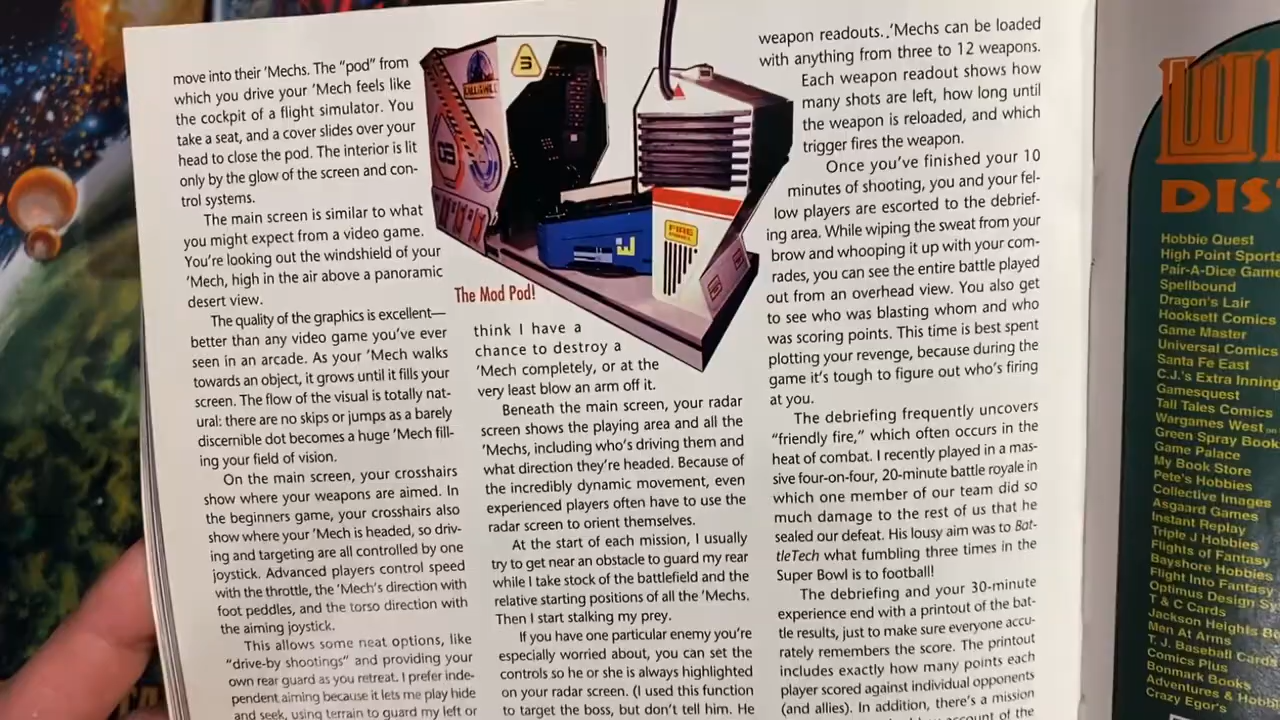 move into their 'Mechs. The "pod" from
which you drive your 'Mech feels like
the cockpit of a flight simulator. You
take a seat, and a cover slides over your
head to close the pod. The interior is lit
only by the glow of the screen and con-
trol systems.
The main screen is similar to what
you might expect from a video game.
You're looking out the windshield of your
'Mech, high in the air above a panoramic
desert view.
The quality of the graphics is excellent—
better than any video game you've ever
seen in an arcade. As your 'Mech walks
towards an object, it grows until it fills your
screen. The flow of the visual is totally nat-
ural: there are no skips or jumps as a barely
discernible dot becomes a huge 'Mech fill-
ing your field of vision.
On the main screen, your crosshairs
show where your weapons are aimed. In
the beginners game, your crosshairs also
show where your 'Mech is headed, so driv-
ing and targeting are all controlled by one
joystick. Advanced players control speed
with the throttle, the 'Mech's direction with
foot peddles, and the torso direction with
the aiming joystick.
This allows some neat options, like
"drive-by shootings" and providing your
own rear guard as you retreat. I prefer inde-
pendent aiming because it lets me play hide
and seek, using terrain to guard my left or
3
03
FIRE
The Mod Pod!
think I have a
chance to destroy a
'Mech completely, or at the
very least blow an arm off it.
Beneath the main screen, your radar
screen shows the playing area and all the
'Mechs, including who's driving them and
what direction they're headed. Because of
the incredibly dynamic movement, even
experienced players often have to use the
radar screen to orient themselves.
At the start of each mission, I usually
try to get near an obstacle to guard my rear
while I take stock of the battlefield and the
relative starting positions of all the 'Mechs.
Then I start stalking my prey.
If you have one particular enemy you're
especially worried about, you can set the
controls so he or she is always highlighted
on your radar screen. (I used this function
to target the boss, but don't tell him. He
weapon readouts. 'Mechs can be loaded
with anything from three to 12 weapons.
Each weapon readout shows how
many shots are left, how long until
the weapon is reloaded, and which
trigger fires the weapon.
Once you've finished your 10
minutes of shooting, you and your fel-
low players are escorted to the debrief-
ing area. While wiping the sweat from your
brow and whooping it up with your com-
rades, you can see the entire battle played
out from an overhead view. You also get
to see who was blasting whom and who
was scoring points. This time is best spent
plotting your revenge, because during the
game it's tough to figure out who's firing
at you.
The debriefing frequently uncovers
"friendly fire," which often occurs in the
heat of combat. I recently played in a mas-
sive four-on-four, 20-minute battle royale in
which one member of our team did so
much damage to the rest of us that he
sealed our defeat. His lousy aim was to Bat-
tleTech what fumbling three times in the
Super Bowl is to football!
The debriefing and your 30-minute
experience end with a printout of the bat-
tle results, just to make sure everyone accu-
rately remembers the score. The printout
includes exactly how many points each
player scored against individual opponents
(and allies). In addition, there's a mission
account of the
DIS
Hobbie Quest
High Point Sports
Pair-A-Dice Game
Spellbound
Dragon's Lair
Hooksett Comics
Game Master
Universal Comics
Santa Fe East
C.J.'s Extra Inning
Gamesquest
Tall Tales Comics
Wargames West on
Green Spray Book
Game Palace
My Book Store
Pete's Hobbies
Collective Images
Asgaard Games
Instant Replay
Triple J Hobbies
Flights of Fantasy
Bayshore Hobbies
Flight Into Fantasy
Optimus Design Sy
T & C Cards
Jackson Heights B
Men At Arms
T.J. Baseball Cards
Comics Plus
Bonmark Books
Adventures & Hobbi
Crazy Egor's